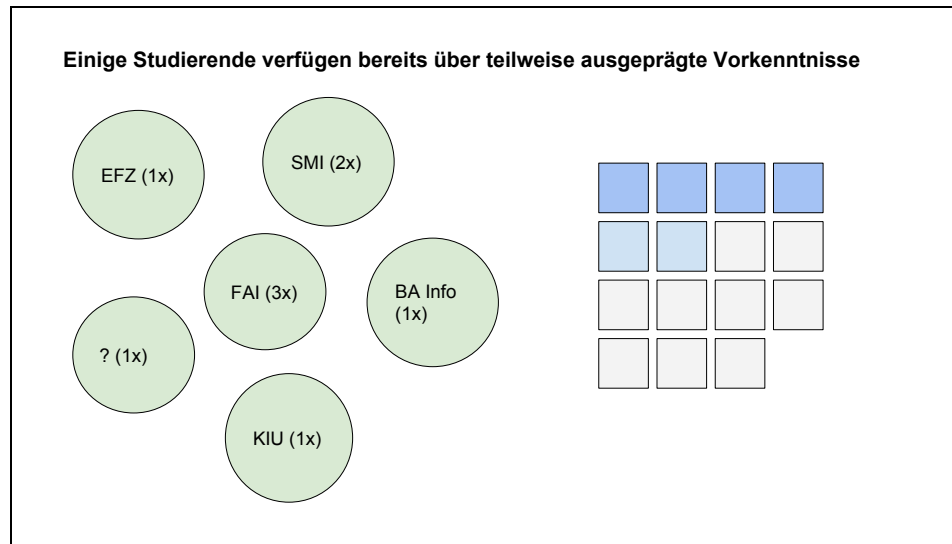 Einige Studierende verfügen bereits über teilweise ausgeprägte Vorkenntnisse
EFZ (1x)
SMI (2x)
FAI (3x)
BA Info
(1x)
? (1x)
KIU (1x)